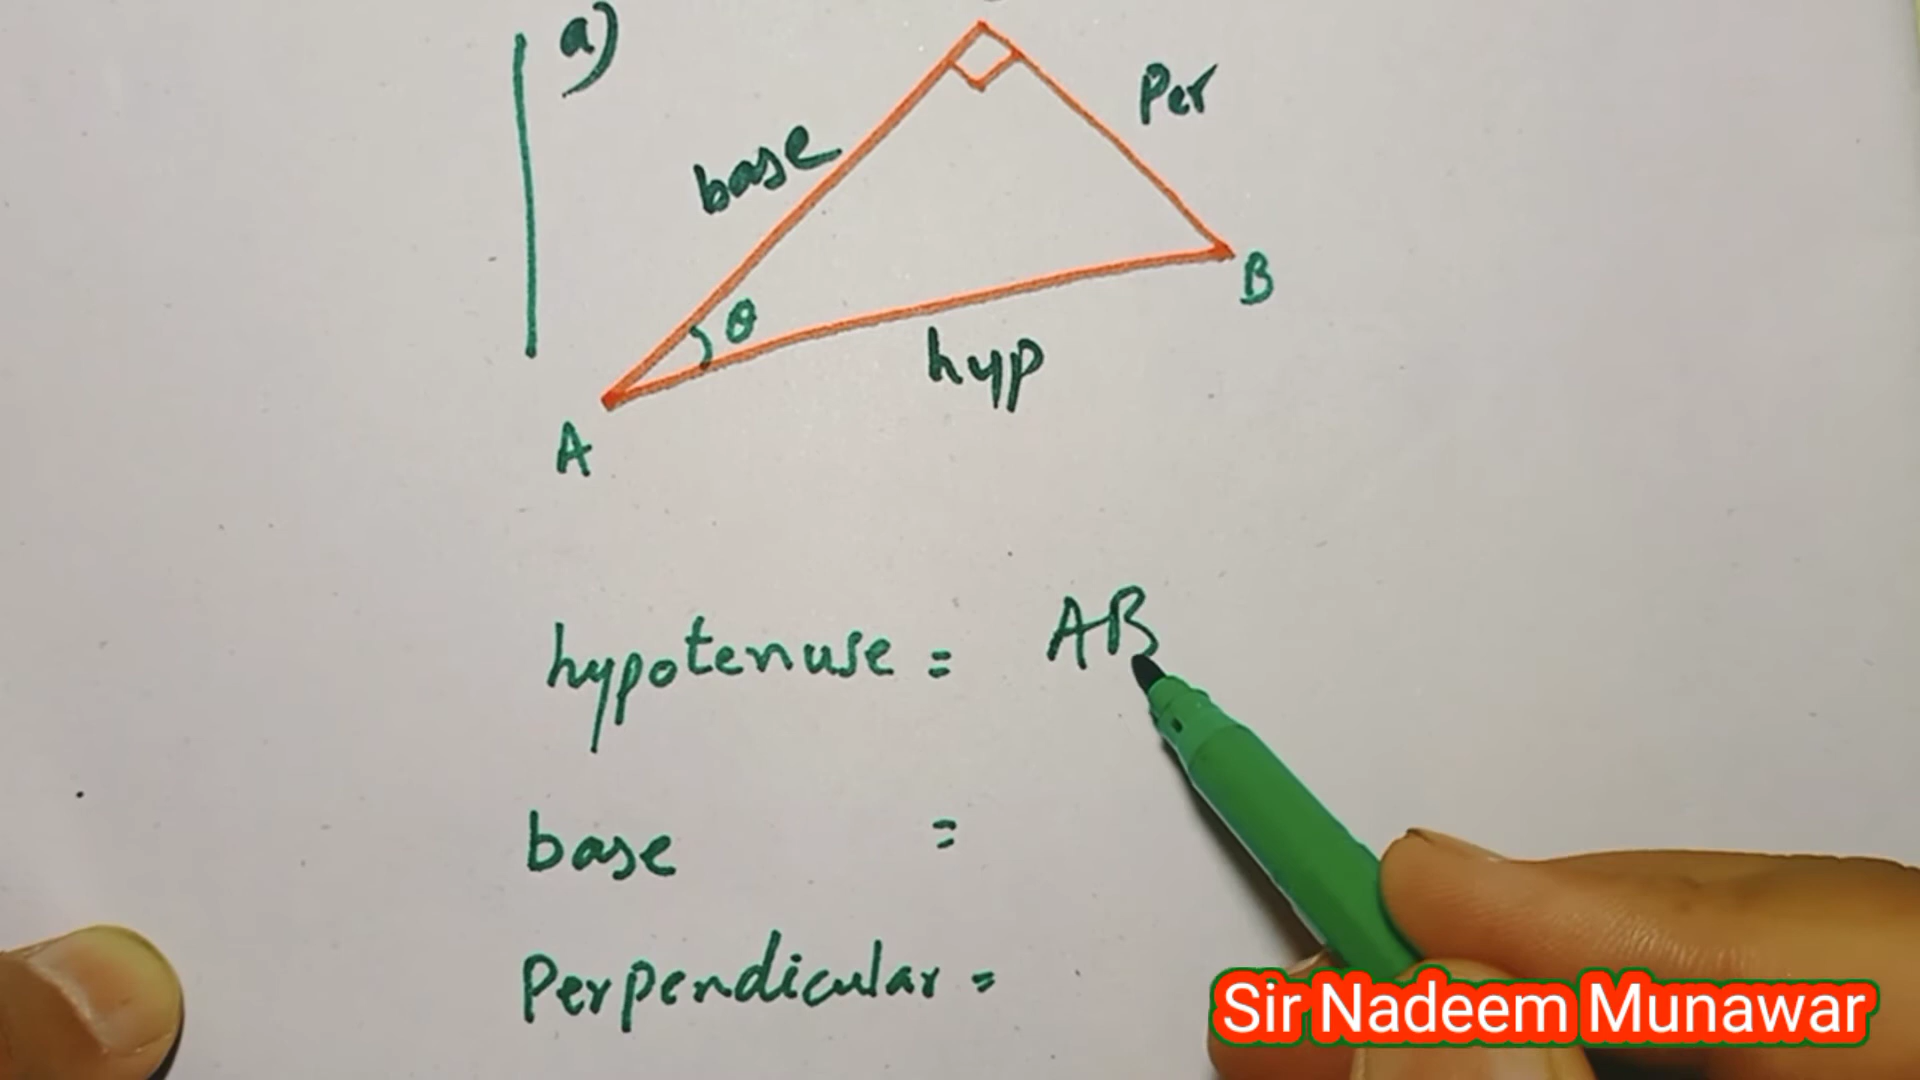 a)
Per
base
θ
B
hyp
A
hypotenuse = AB
base =
Perpendicular =
Sir Nadeem Munawar